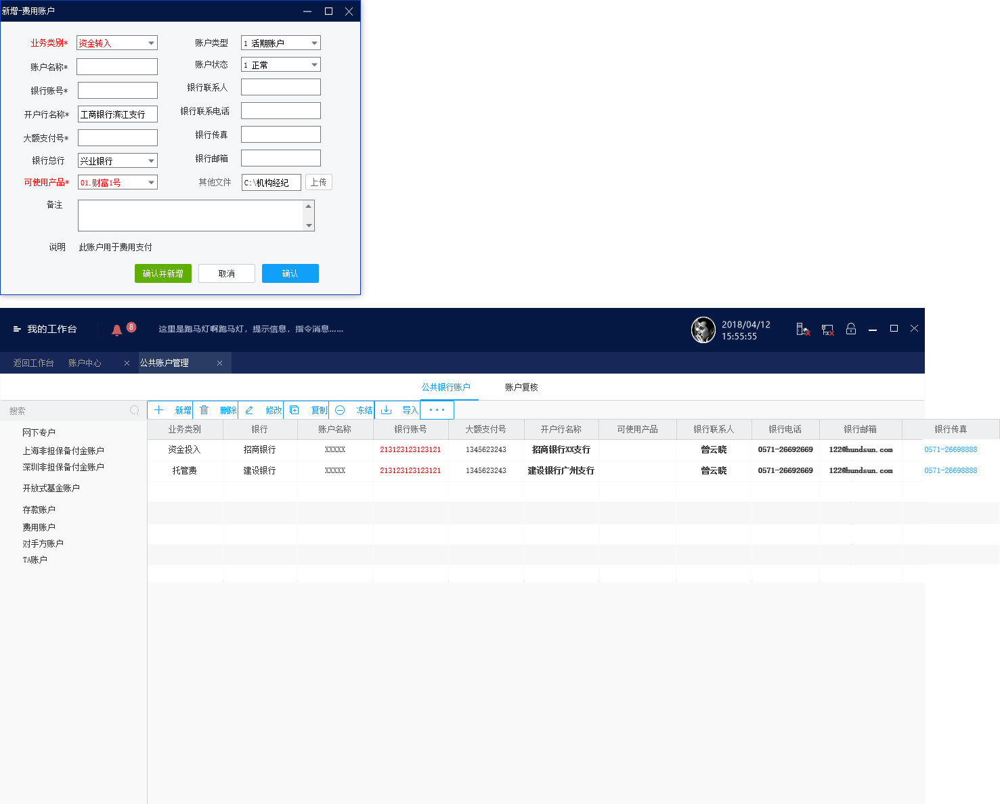 新增-费用账户
业务类别* 资金转入 账户类型 1 活期账户
账户名称* 账户状态 1 正常
银行账号* 银行联系人
开户行名称* 工商银行滨江支行 银行联系电话
大额支付号* 银行传真
银行总行 兴业银行 银行邮箱
可使用产品* 01.财富1号 其他文件 C:\机构经纪 上传
备注
说明 此账户用于费用支付
确认并新增 取消 确认
我的工作台 8 这里是跑马灯啊跑马灯，提示信息，指令消息…… 2018/04/12
15:55:55
返回工作台 账户中心 公共账户管理
公共银行账户 账户复核
搜索 新增 删除 修改 复制 冻结 导入 ···
业务类别 银行 账户名称 银行账号 大额支付号 开户行名称 可使用产品 银行联系人 银行电话 银行邮箱 银行传真
资金投入 招商银行 XXXXX 213123123123121 1345623243 招商银行XX支行 曾云晓 0571-26692669 122@hundsun.com 0571-26698888
托管费 建设银行 XXXXX 213123123123121 1345623243 建设银行广州支行 曾云晓 0571-26692669 122@hundsun.com 0571-26698888
网下专户
上海非担保备付金账户
深圳非担保备付金账户
开放式基金账户
存款账户
费用账户
对手方账户
TA账户